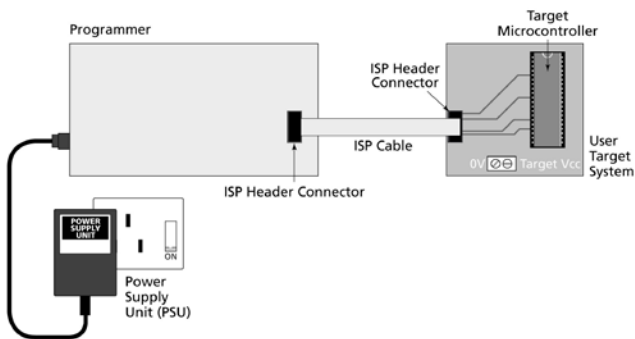 Programmer
Target
Microcontroller
ISP Header
Connector
ISP Cable
ISP Header Connector
User
Target
System
0V
Target Vcc
POWER
SUPPLY
UNIT
ON
Power
Supply
Unit (PSU)